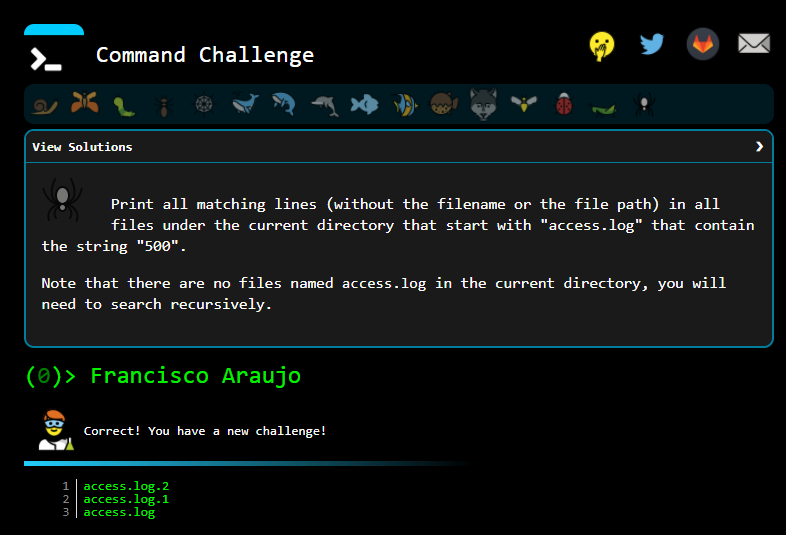 Command Challenge
View Solutions
Print all matching lines (without the filename or the file path) in all
files under the current directory that start with "access.log" that contain
the string "500".
Note that there are no files named access.log in the current directory, you will
need to search recursively.
(0)> Francisco Araujo
Correct! You have a new challenge!
1 access.log.2
2 access.log.1
3 access.log